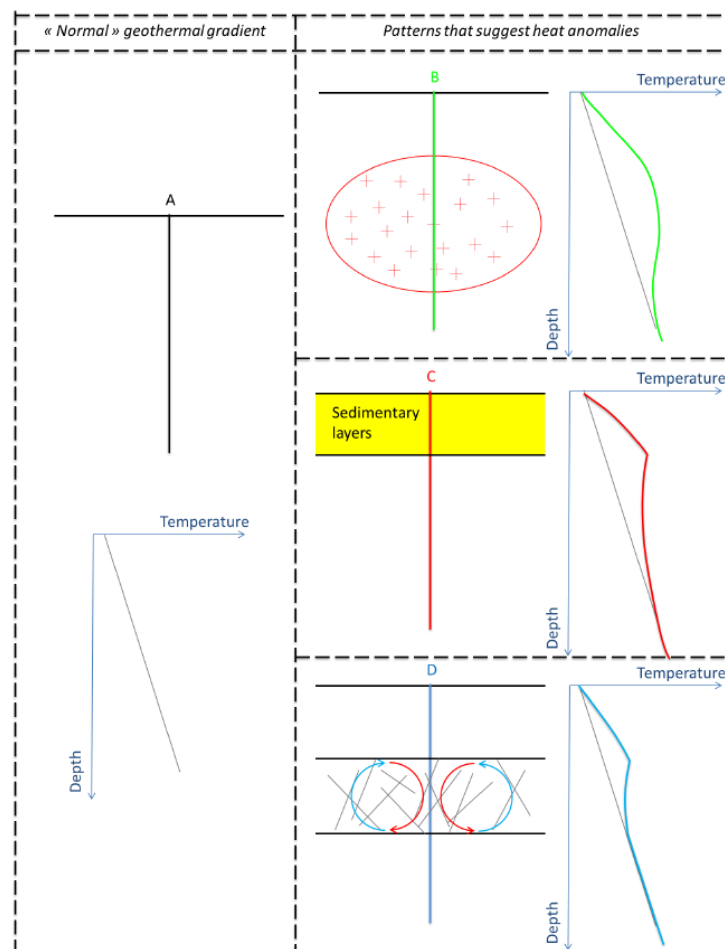 « Normal » geothermal gradient
Patterns that suggest heat anomalies
A
Temperature
Depth
B
Temperature
Depth
C
Sedimentary
layers
Temperature
Depth
D
Temperature
Depth